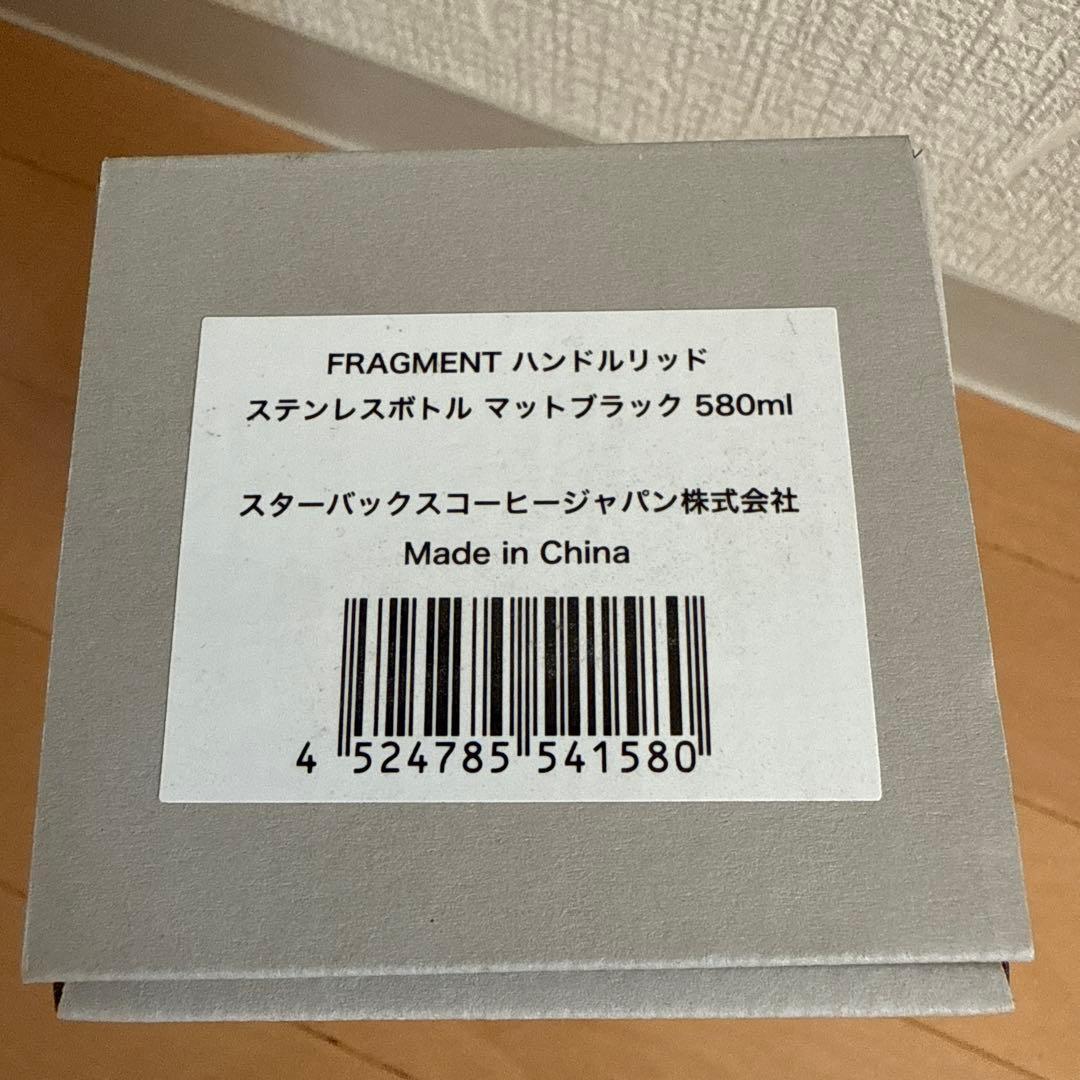 FRAGMENT ハンドルリッド
ステンレスボトル マットブラック 580ml
スターバックスコーヒージャパン株式会社
Made in China
4 524785 541580